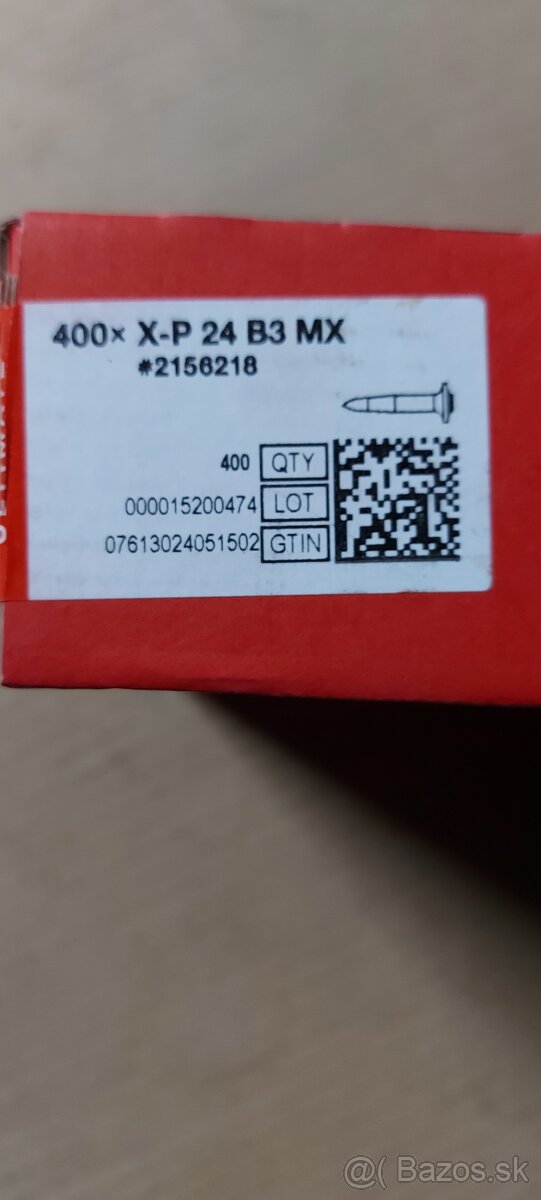 400× X-P 24 B3 MX
#2156218
400 QTY
000015200474 LOT
07613024051502 GTIN
@( Bazos.sk